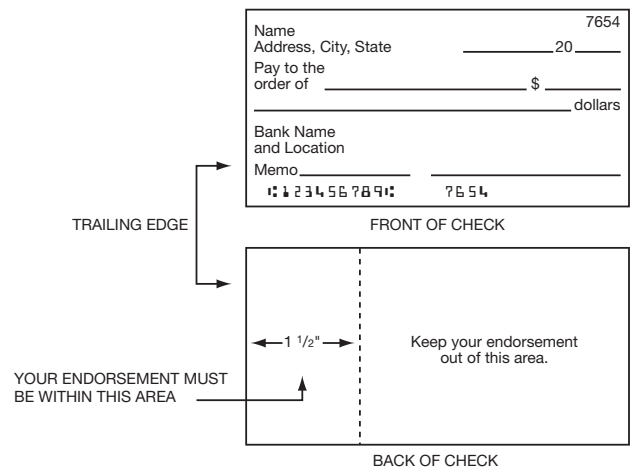 7654
Name
Address, City, State 20
Pay to the
order of $
dollars
Bank Name
and Location
Memo
⑆123456789⑆ 7654
TRAILING EDGE
FRONT OF CHECK
1 1/2"
Keep your endorsement
out of this area.
YOUR ENDORSEMENT MUST
BE WITHIN THIS AREA
BACK OF CHECK